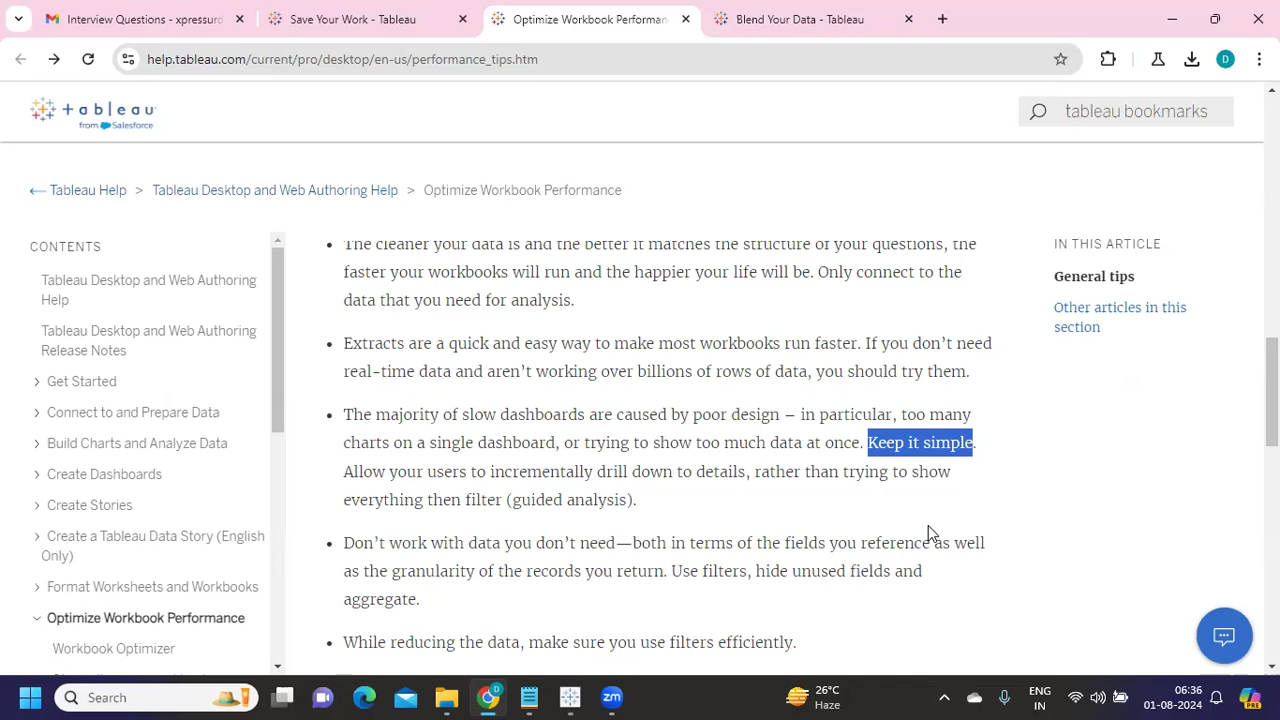 Interview Questions - xpressurd
Save Your Work - Tableau
Optimize Workbook Performan
Blend Your Data - Tableau
help.tableau.com/current/pro/desktop/en-us/performance_tips.htm
D
+ a b l e a u
from Salesforce
tableau bookmarks
Tableau Help > Tableau Desktop and Web Authoring Help > Optimize Workbook Performance
CONTENTS
Tableau Desktop and Web Authoring
Help
Tableau Desktop and Web Authoring
Release Notes
Get Started
Connect to and Prepare Data
Build Charts and Analyze Data
Create Dashboards
Create Stories
Create a Tableau Data Story (English
Only)
Format Worksheets and Workbooks
Optimize Workbook Performance
Workbook Optimizer
• The cleaner your data is and the better it matches the structure of your questions, the
faster your workbooks will run and the happier your life will be. Only connect to the
data that you need for analysis.
• Extracts are a quick and easy way to make most workbooks run faster. If you don’t need
real-time data and aren’t working over billions of rows of data, you should try them.
• The majority of slow dashboards are caused by poor design – in particular, too many
charts on a single dashboard, or trying to show too much data at once. Keep it simple.
Allow your users to incrementally drill down to details, rather than trying to show
everything then filter (guided analysis).
• Don’t work with data you don’t need—both in terms of the fields you reference as well
as the granularity of the records you return. Use filters, hide unused fields and
aggregate.
• While reducing the data, make sure you use filters efficiently.
IN THIS ARTICLE
General tips
Other articles in this
section
Search
D
zm
26°C
Haze
ENG
IN
06:36
01-08-2024
PRE